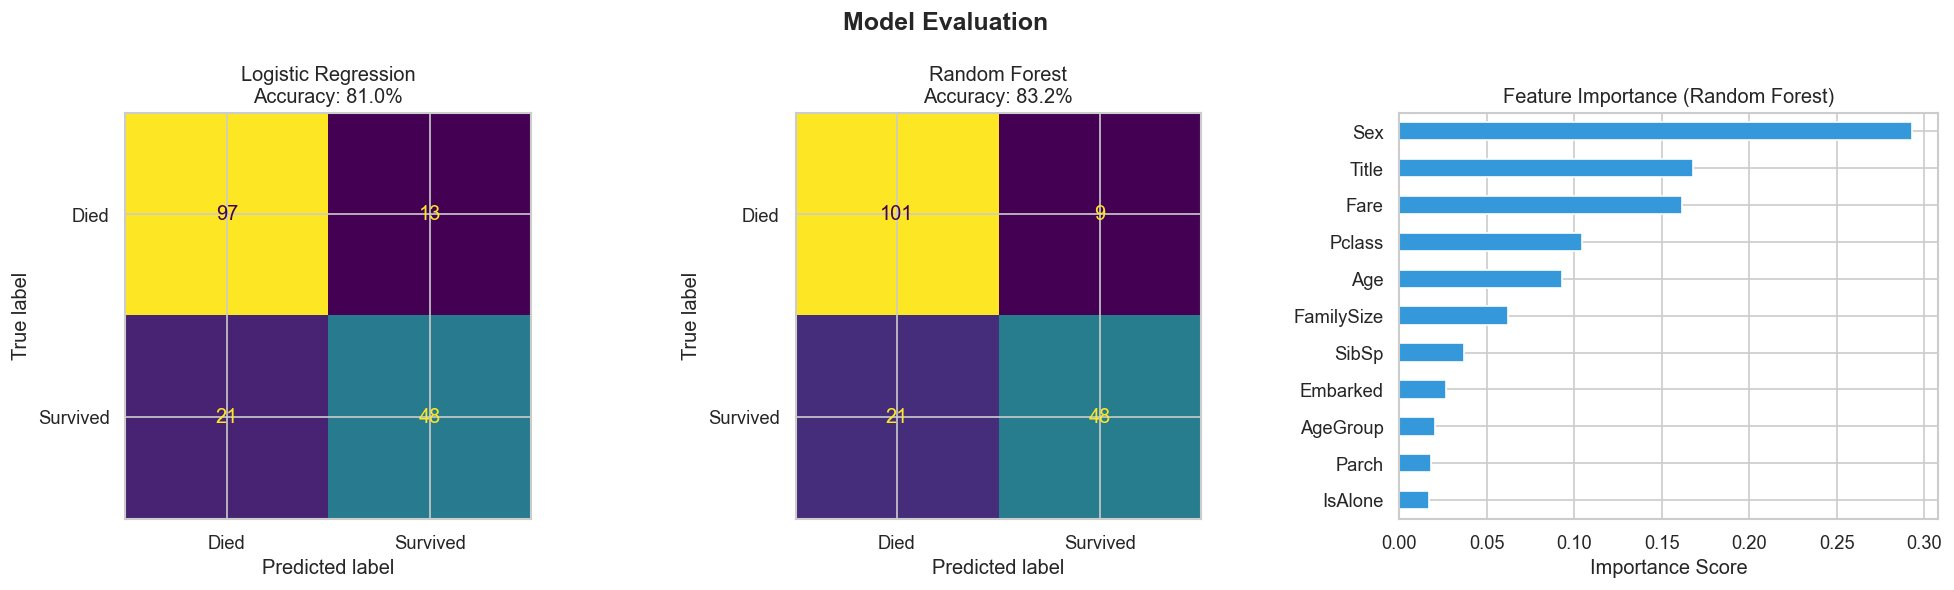 Model Evaluation
Logistic Regression
Accuracy: 81.0%
True label
Died
Survived
97
13
21
48
Died
Survived
Predicted label
Random Forest
Accuracy: 83.2%
True label
Died
Survived
101
9
21
48
Died
Survived
Predicted label
Feature Importance (Random Forest)
Sex
Title
Fare
Pclass
Age
FamilySize
SibSp
Embarked
AgeGroup
Parch
IsAlone
0.00 0.05 0.10 0.15 0.20 0.25 0.30
Importance Score